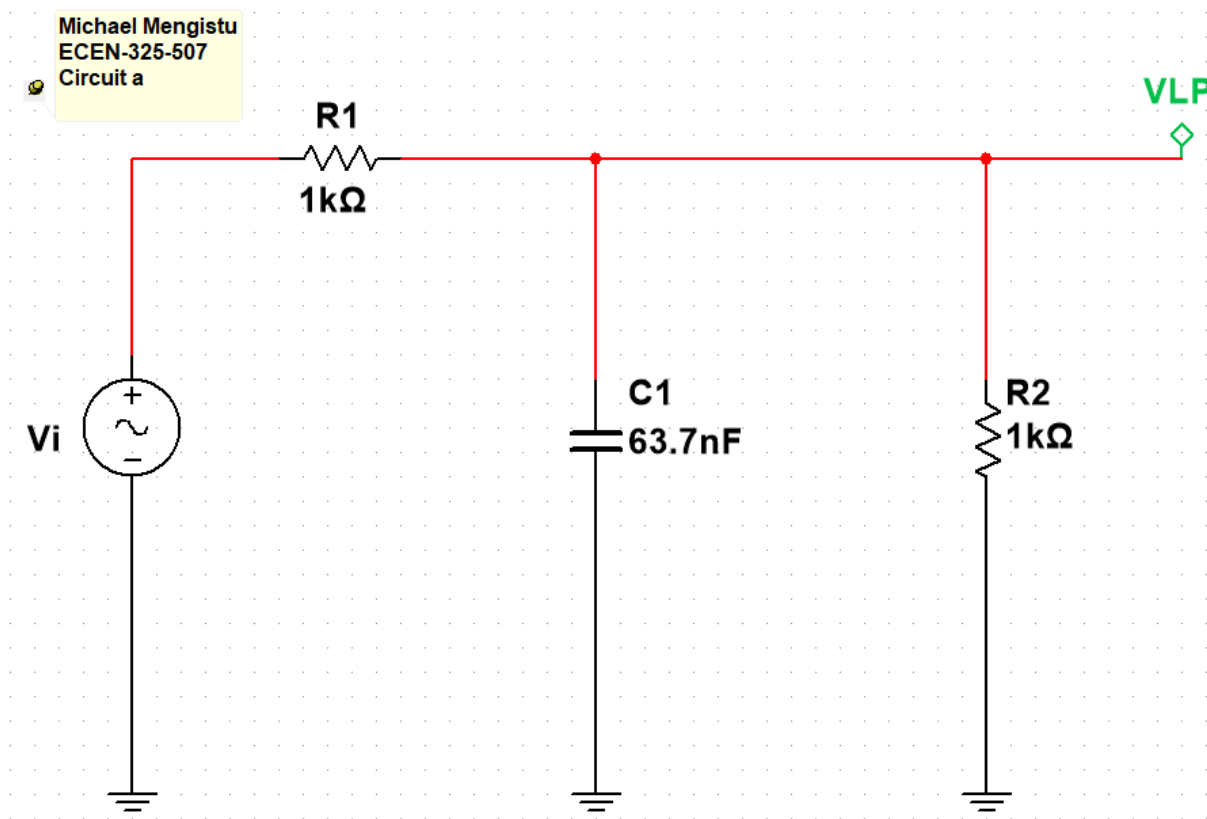 Michael Mengistu
ECEN-325-507
Circuit a
VLP
R1
1kΩ
C1
63.7nF
R2
1kΩ
Vi